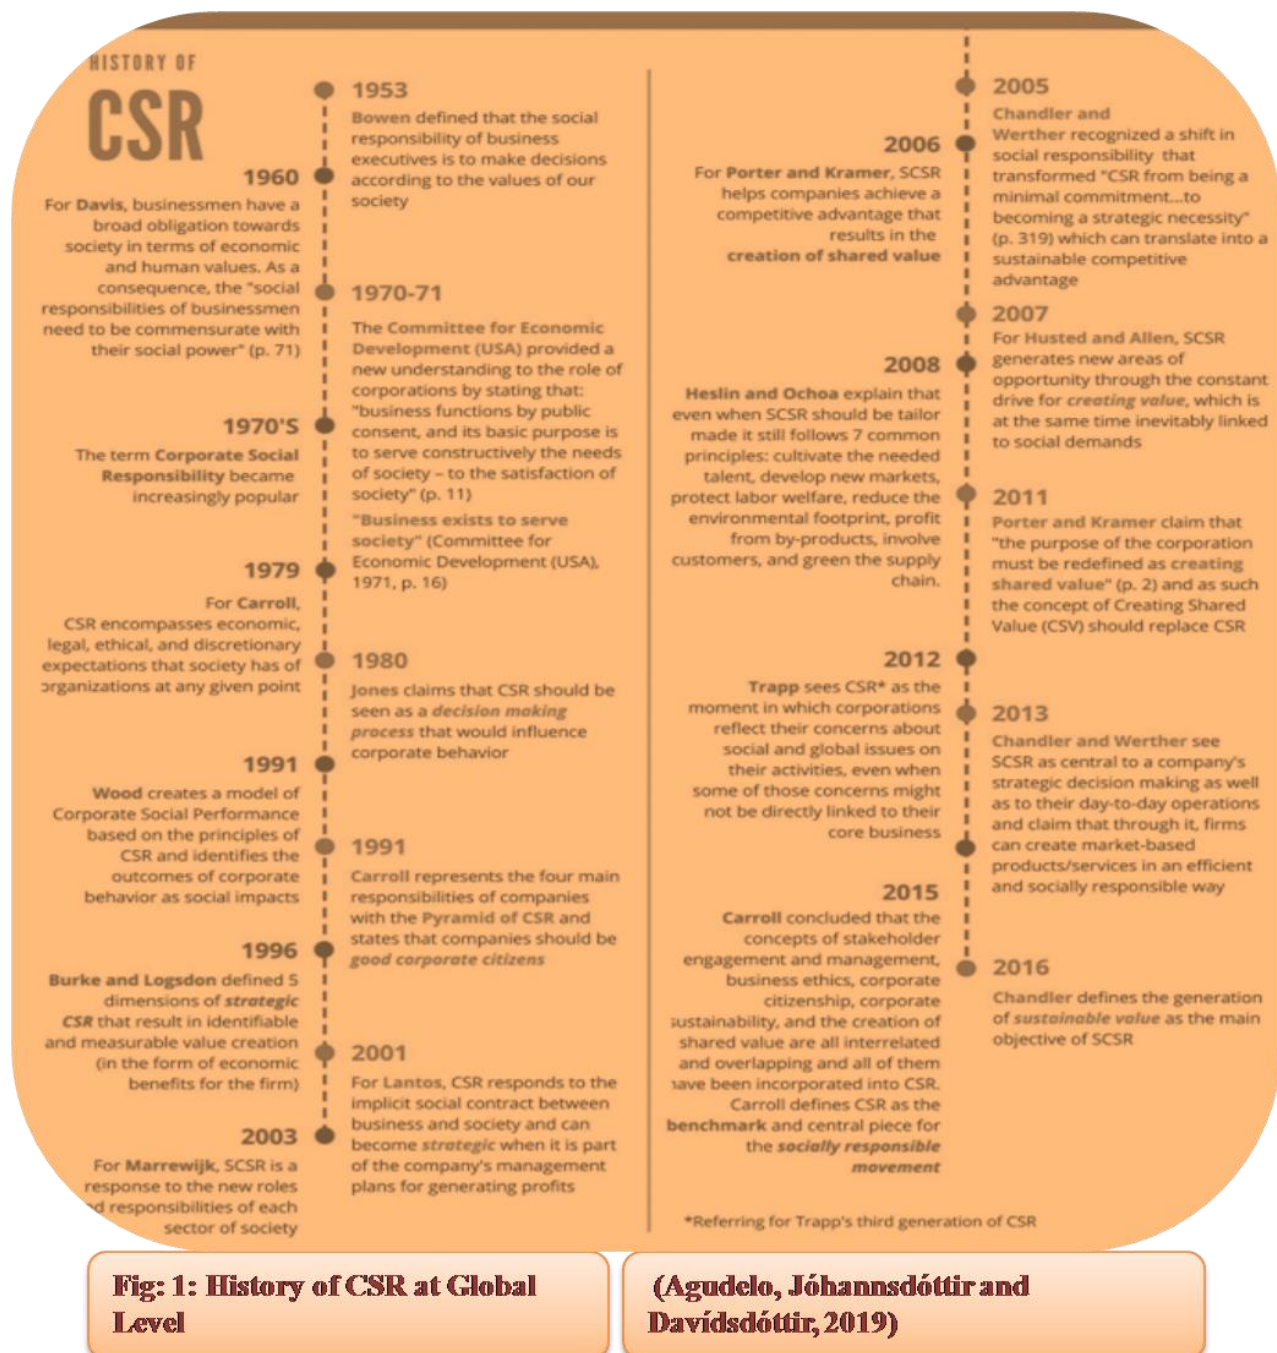 HISTORY OF
CSR
1953
Bowen defined that the social
responsibility of business
executives is to make decisions
according to the values of our
society
1960
For Davis, businessmen have a
broad obligation towards
society in terms of economic
and human values. As a
consequence, the "social
responsibilities of businessmen
need to be commensurate with
their social power" (p. 71)
1970-71
The Committee for Economic
Development (USA) provided a
new understanding to the role of
corporations by stating that:
"business functions by public
consent, and its basic purpose is
to serve constructively the needs
of society – to the satisfaction of
society" (p. 11)
"Business exists to serve
society" (Committee for
Economic Development (USA),
1971, p. 16)
1970'S
The term Corporate Social
Responsibility became
increasingly popular
1979
For Carroll,
CSR encompasses economic,
legal, ethical, and discretionary
expectations that society has of
organizations at any given point
1980
Jones claims that CSR should be
seen as a decision making
process that would influence
corporate behavior
1991
Wood creates a model of
Corporate Social Performance
based on the principles of
CSR and identifies the
outcomes of corporate
behavior as social impacts
1991
Carroll represents the four main
responsibilities of companies
with the Pyramid of CSR and
states that companies should be
good corporate citizens
1996
Burke and Logsdon defined 5
dimensions of strategic
CSR that result in identifiable
and measurable value creation
(in the form of economic
benefits for the firm)
2001
For Lantos, CSR responds to the
implicit social contract between
business and society and can
become strategic when it is part
of the company's management
plans for generating profits
2003
For Marrewijk, SCSR is a
response to the new roles
d responsibilities of each
sector of society
2005
Chandler and
Werther recognized a shift in
social responsibility that
transformed "CSR from being a
minimal commitment...to
becoming a strategic necessity"
(p. 319) which can translate into a
sustainable competitive
advantage
2006
For Porter and Kramer, SCSR
helps companies achieve a
competitive advantage that
results in the
creation of shared value
2007
For Husted and Allen, SCSR
generates new areas of
opportunity through the constant
drive for creating value, which is
at the same time inevitably linked
to social demands
2008
Heslin and Ochoa explain that
even when SCSR should be tailor
made it still follows 7 common
principles: cultivate the needed
talent, develop new markets,
protect labor welfare, reduce the
environmental footprint, profit
from by-products, involve
customers, and green the supply
chain.
2011
Porter and Kramer claim that
"the purpose of the corporation
must be redefined as creating
shared value" (p. 2) and as such
the concept of Creating Shared
Value (CSV) should replace CSR
2012
Trapp sees CSR* as the
moment in which corporations
reflect their concerns about
social and global issues on
their activities, even when
some of those concerns might
not be directly linked to their
core business
2013
Chandler and Werther see
SCSR as central to a company's
strategic decision making as well
as to their day-to-day operations
and claim that through it, firms
can create market-based
products/services in an efficient
and socially responsible way
2015
Carroll concluded that the
concepts of stakeholder
engagement and management,
business ethics, corporate
citizenship, corporate
sustainability, and the creation of
shared value are all interrelated
and overlapping and all of them
have been incorporated into CSR.
Carroll defines CSR as the
benchmark and central piece for
the socially responsible
movement
2016
Chandler defines the generation
of sustainable value as the main
objective of SCSR
*Referring for Trapp's third generation of CSR
Fig: 1: History of CSR at Global
Level
(Agudelo, Jóhannsdóttir and
Davídsdóttir, 2019)